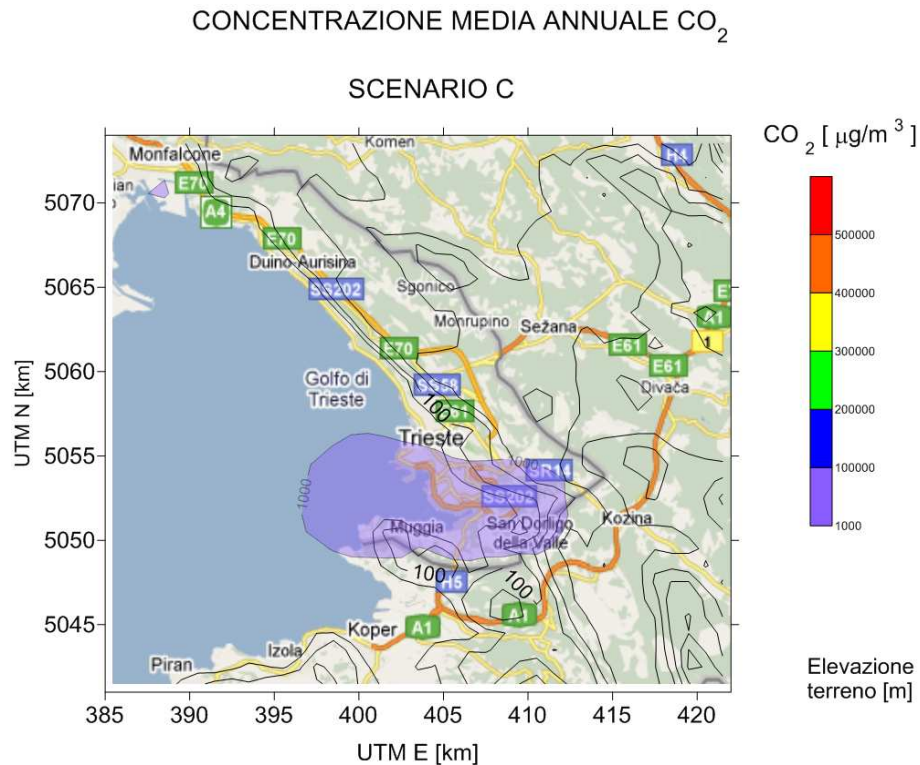 CONCENTRAZIONE MEDIA ANNUALE CO2
SCENARIO C
CO2 [ µg/m3 ]
500000
400000
300000
200000
100000
1000
Elevazione
terreno [m]
UTM N [km]
5070
5065
5060
5055
5050
5045
385 390 395 400 405 410 415 420
UTM E [km]
Komen
Monfalcone
H4
E70
A4
E70
Duino-Aurisina
SS202
Sgonico
Monrupino
Sežana
1
E70
E61
E61
Golfo di
Trieste
SS58
Divača
100
Trieste
1000
SR14
1000
SS202
Kozina
Muggia
San Dorligo
della Valle
100
H5
100
A1
A1
Koper
Izola
Piran